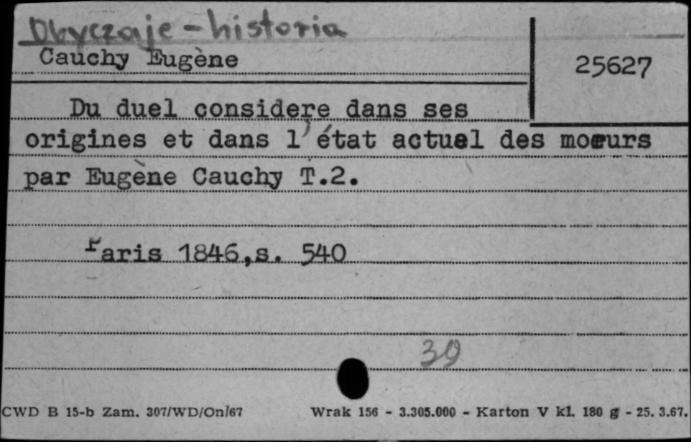 Obyczaje - historia
Cauchy Eugène
25627
Du duel considere dans ses
origines et dans l'état actuel des moeurs
par Eugène Cauchy T.2.
Paris 1846,s. 540
39
CWD B 15-b Zam. 307/WD/On/67 Wrak 156 - 3.305.000 - Karton V kl. 180 g - 25. 3.67.